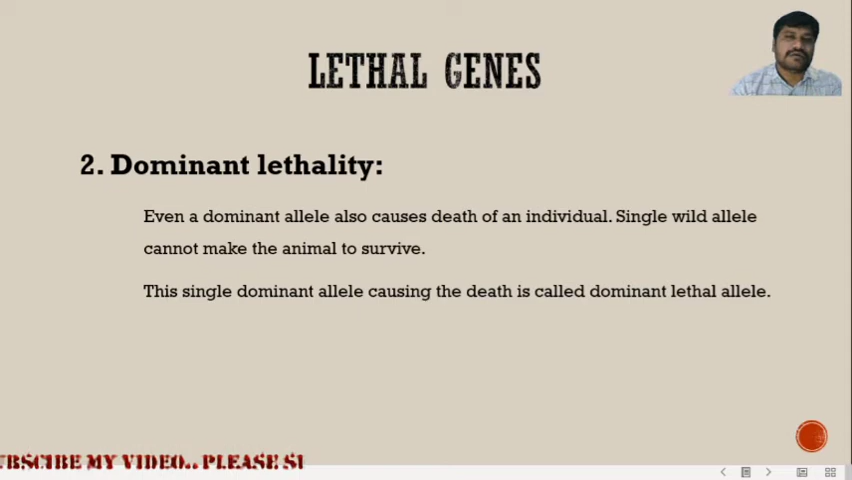 LETHAL GENES
2. Dominant lethality:
Even a dominant allele also causes death of an individual. Single wild allele
cannot make the animal to survive.
This single dominant allele causing the death is called dominant lethal allele.
UBSCIBE MY VIDEO.. PLEASE SU